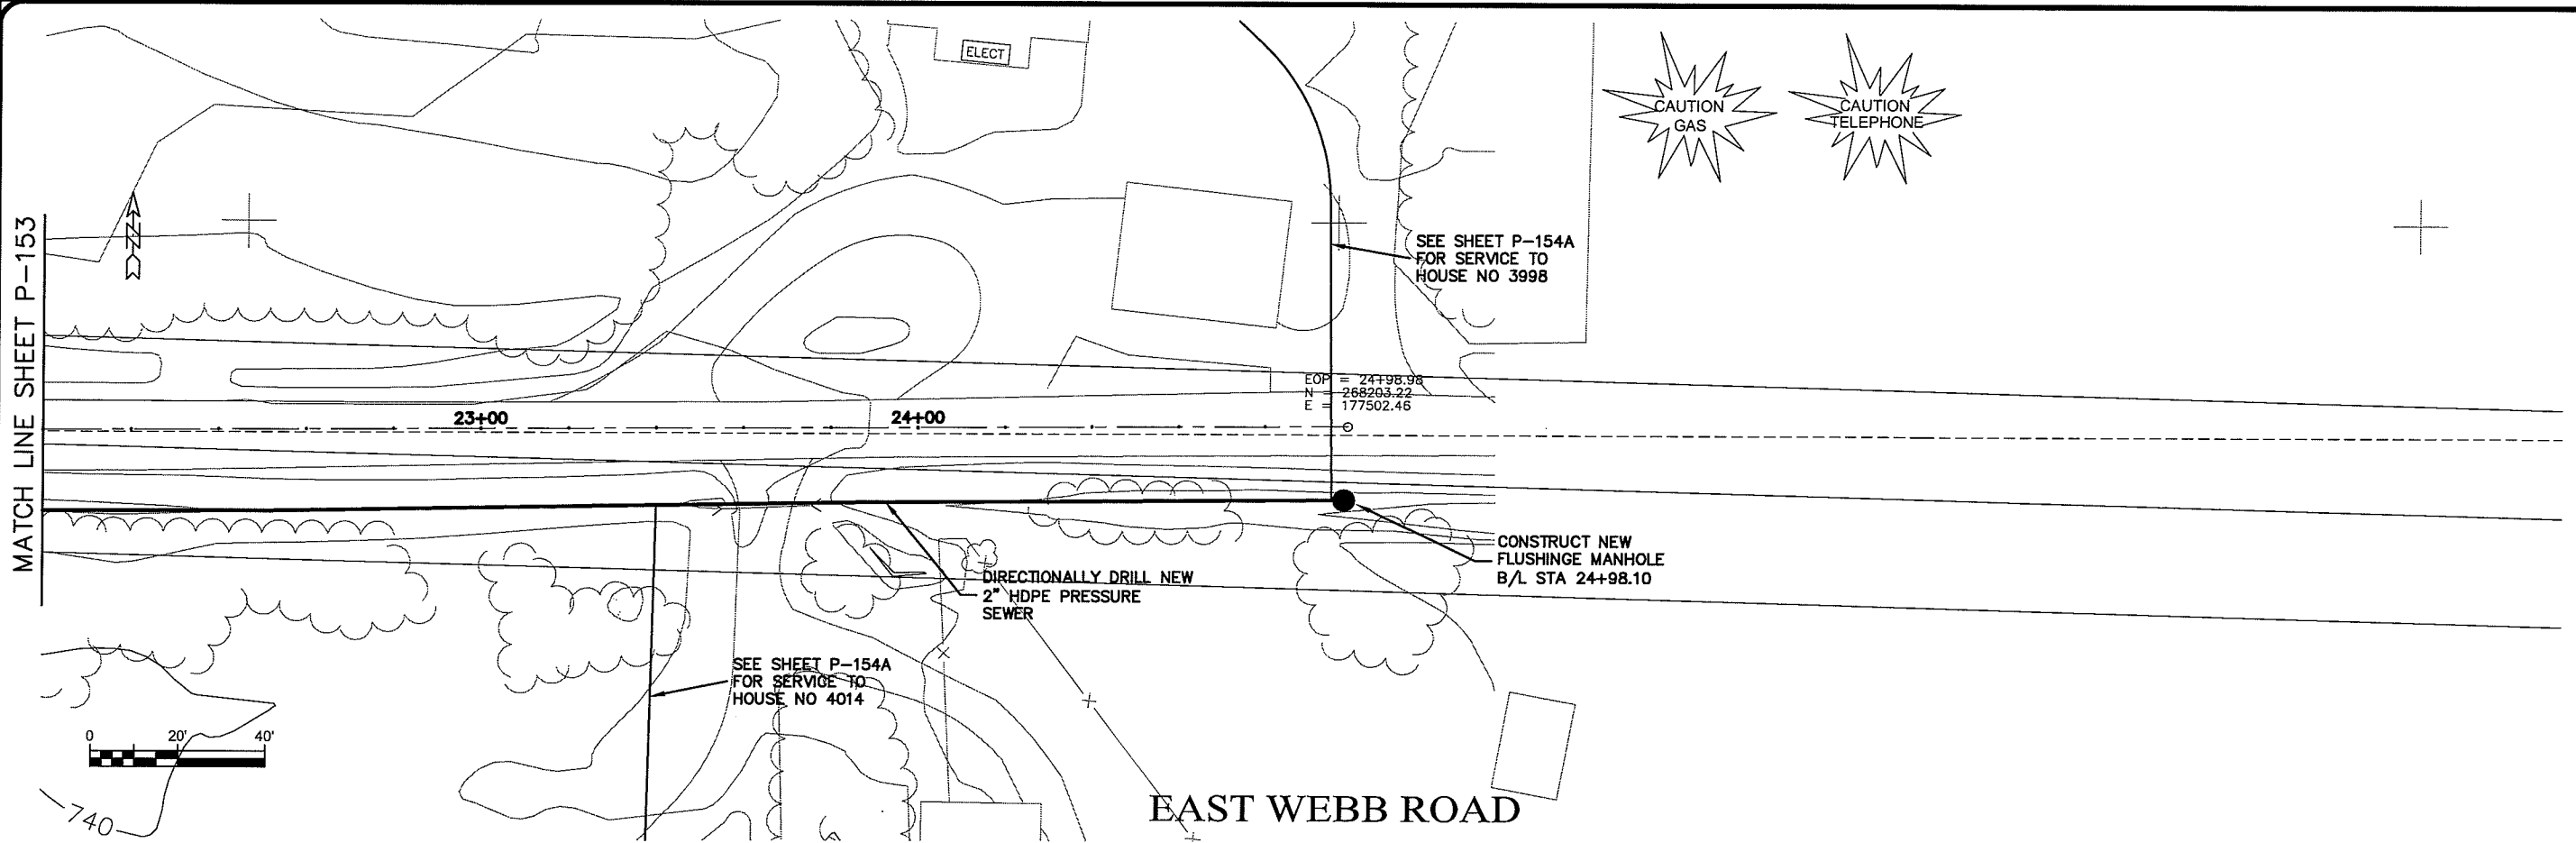 ELECT
CAUTION
GAS
CAUTION
TELEPHONE
MATCH LINE SHEET P-153
N
SEE SHEET P-154A
FOR SERVICE TO
HOUSE NO 3998
EOP = 24+98.98
N = 268203.22
E = 177502.46
23+00
24+00
CONSTRUCT NEW
FLUSHINGE MANHOLE
B/L STA 24+98.10
DIRECTIONALLY DRILL NEW
2" HDPE PRESSURE
SEWER
SEE SHEET P-154A
FOR SERVICE TO
HOUSE NO 4014
0 20' 40'
740
EAST WEBB ROAD